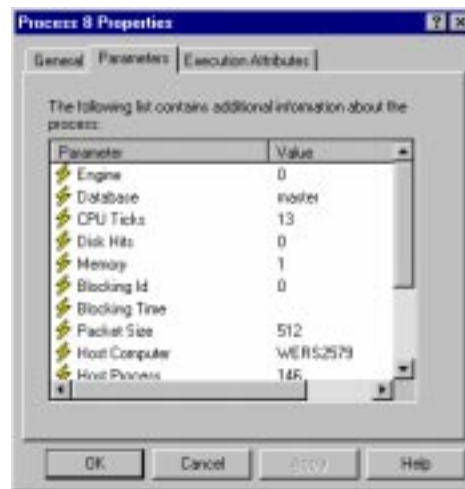 Process 8 Properties
General Parameters Execution Attributes
The following list contains additional information about the
process:
Parameter Value
Engine 0
Database master
CPU Ticks 13
Disk Hits 0
Memory 1
Blocking Id 0
Blocking Time
Packet Size 512
Host Computer WERS2579
Host Process 146
OK Cancel Apply Help